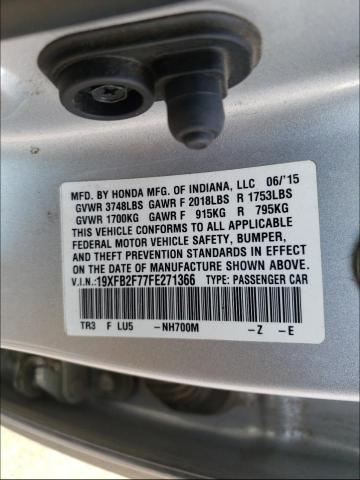 MFD. BY HONDA MFG. OF INDIANA, LLC 06/'15
GVWR 3748LBS GAWR F 2018LBS R 1753LBS
GVWR 1700KG GAWR F 915KG R 795KG
THIS VEHICLE CONFORMS TO ALL APPLICABLE
FEDERAL MOTOR VEHICLE SAFETY, BUMPER,
AND THEFT PREVENTION STANDARDS IN EFFECT
ON THE DATE OF MANUFACTURE SHOWN ABOVE.
V.I.N.:19XFB2F77FE271366 TYPE: PASSENGER CAR
TR3 F LU5 -NH700M -Z -E